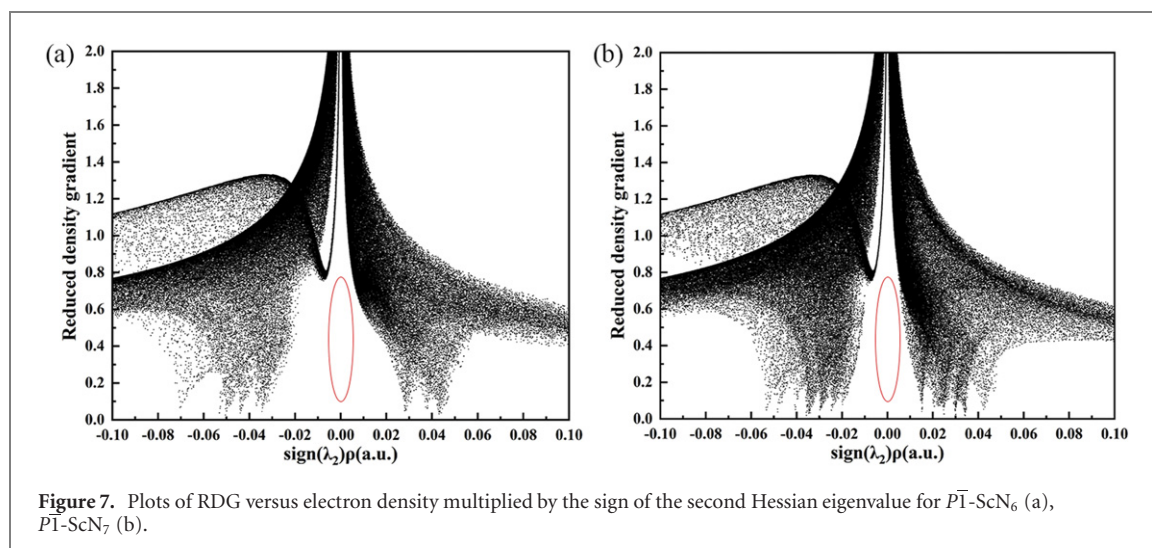 (a)
2.0
1.8
1.6
1.4
1.2
1.0
0.8
0.6
0.4
0.2
0.0
Reduced density gradient
-0.10 -0.08 -0.06 -0.04 -0.02 0.00 0.02 0.04 0.06 0.08 0.10
sign(λ₂)ρ(a.u.)
(b)
2.0
1.8
1.6
1.4
1.2
1.0
0.8
0.6
0.4
0.2
0.0
Reduced density gradient
-0.10 -0.08 -0.06 -0.04 -0.02 0.00 0.02 0.04 0.06 0.08 0.10
sign(λ₂)ρ(a.u.)
Figure 7. Plots of RDG versus electron density multiplied by the sign of the second Hessian eigenvalue for P1̅-ScN₆ (a),
P1̅-ScN₇ (b).